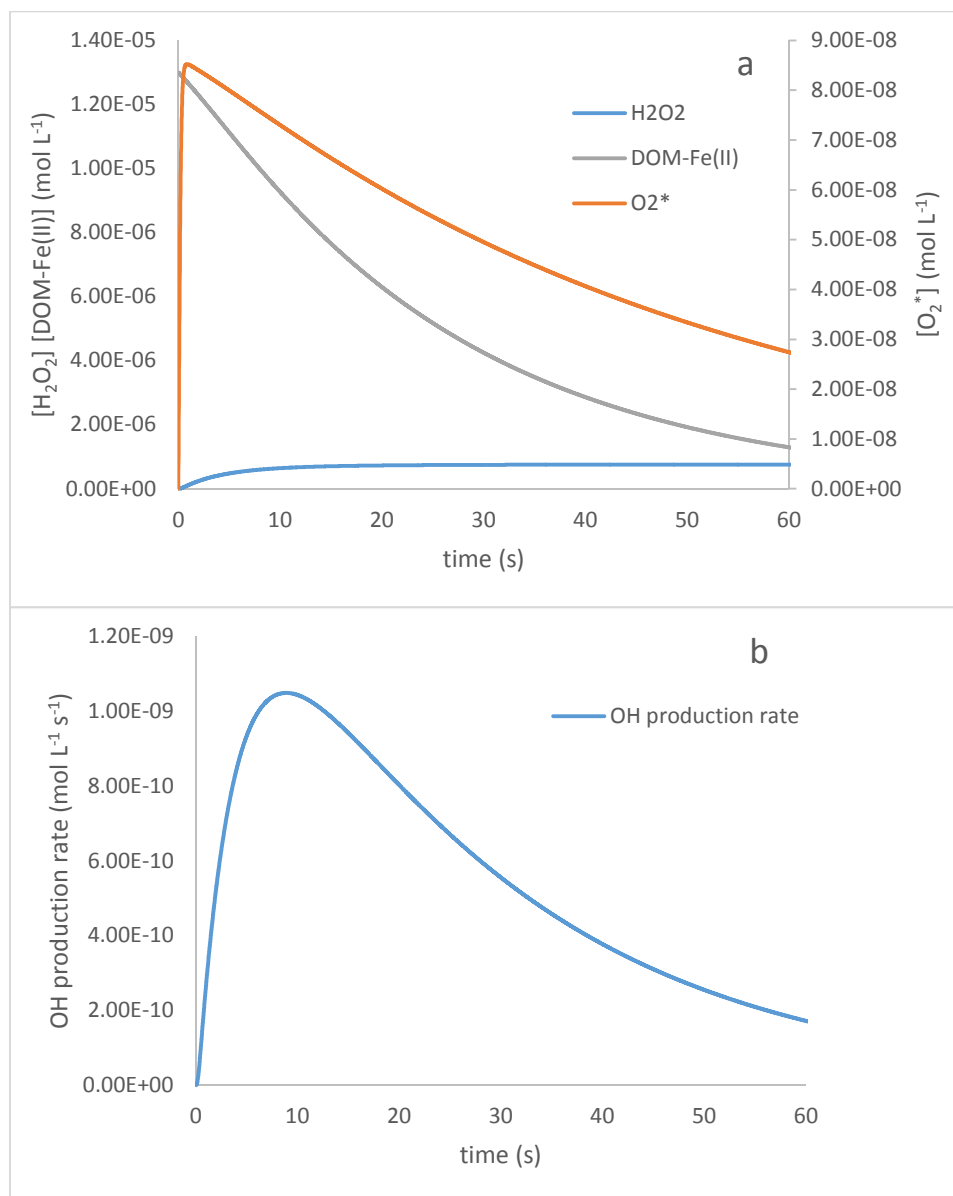 a
1.40E-05
1.20E-05
1.00E-05
8.00E-06
6.00E-06
4.00E-06
2.00E-06
0.00E+00
[H2O2] [DOM-Fe(II)] (mol L-1)
9.00E-08
8.00E-08
7.00E-08
6.00E-08
5.00E-08
4.00E-08
3.00E-08
2.00E-08
1.00E-08
0.00E+00
[O2*] (mol L-1)
H2O2
DOM-Fe(II)
O2*
0 10 20 30 40 50 60
time (s)
b
1.20E-09
1.00E-09
8.00E-10
6.00E-10
4.00E-10
2.00E-10
0.00E+00
OH production rate (mol L-1 s-1)
OH production rate
0 10 20 30 40 50 60
time (s)